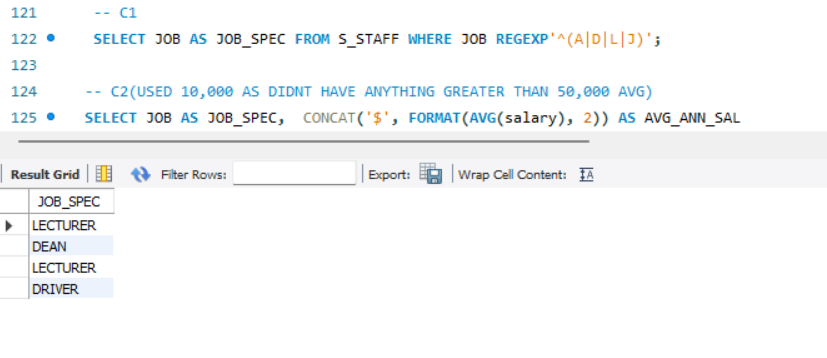 121 -- C1
122 SELECT JOB AS JOB_SPEC FROM S_STAFF WHERE JOB REGEXP'^(A|D|L|J)';
123
124 -- C2(USED 10,000 AS DIDNT HAVE ANYTHING GREATER THAN 50,000 AVG)
125 SELECT JOB AS JOB_SPEC, CONCAT('$', FORMAT(AVG(salary), 2)) AS AVG_ANN_SAL
Result Grid Filter Rows: Export: Wrap Cell Content: IA
JOB_SPEC
LECTURER
DEAN
LECTURER
DRIVER